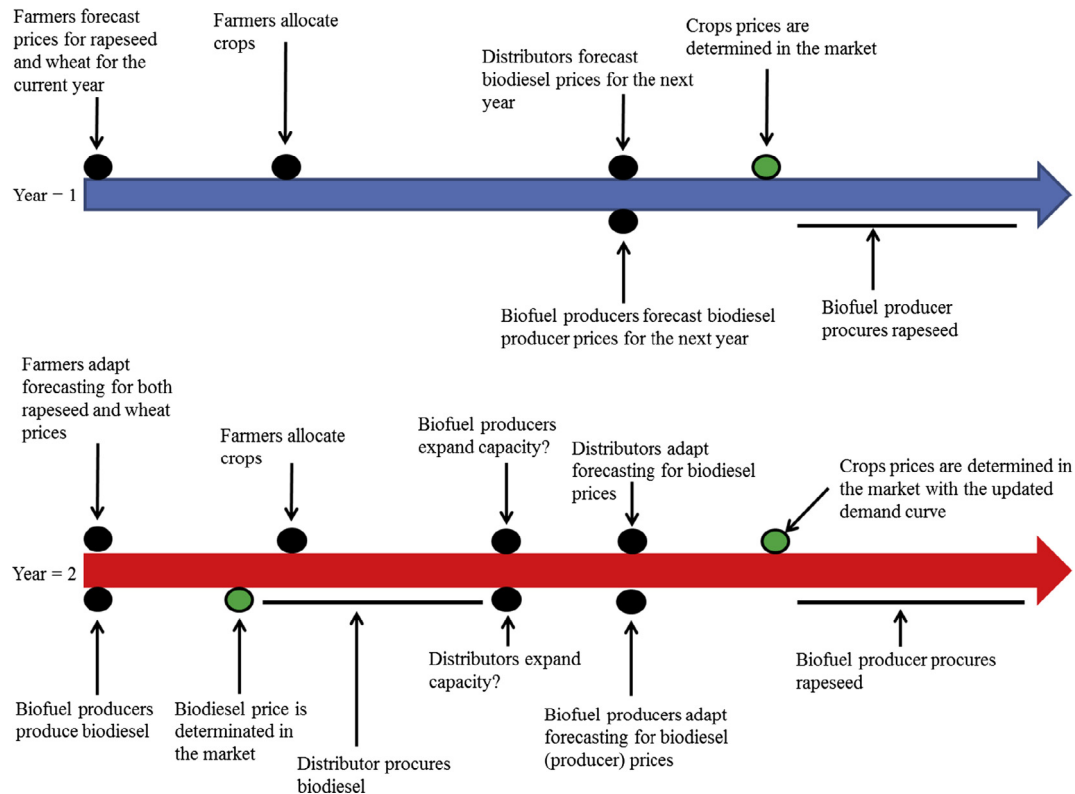 Farmers forecast
prices for rapeseed
and wheat for the
current year
Farmers allocate
crops
Distributors forecast
biodiesel prices for the next
year
Crops prices are
determined in the market
Year − 1
Biofuel producers forecast biodiesel
producer prices for the next year
Biofuel producer
procures rapeseed
Farmers adapt
forecasting for both
rapeseed and wheat
prices
Farmers allocate
crops
Biofuel producers
expand capacity?
Distributors adapt
forecasting for biodiesel
prices
Crops prices are determined in
the market with the updated
demand curve
Year = 2
Biofuel producers
produce biodiesel
Biodiesel price is
determinated in
the market
Distributor procures
biodiesel
Distributors expand
capacity?
Biofuel producers adapt
forecasting for biodiesel
(producer) prices
Biofuel producer procures
rapeseed